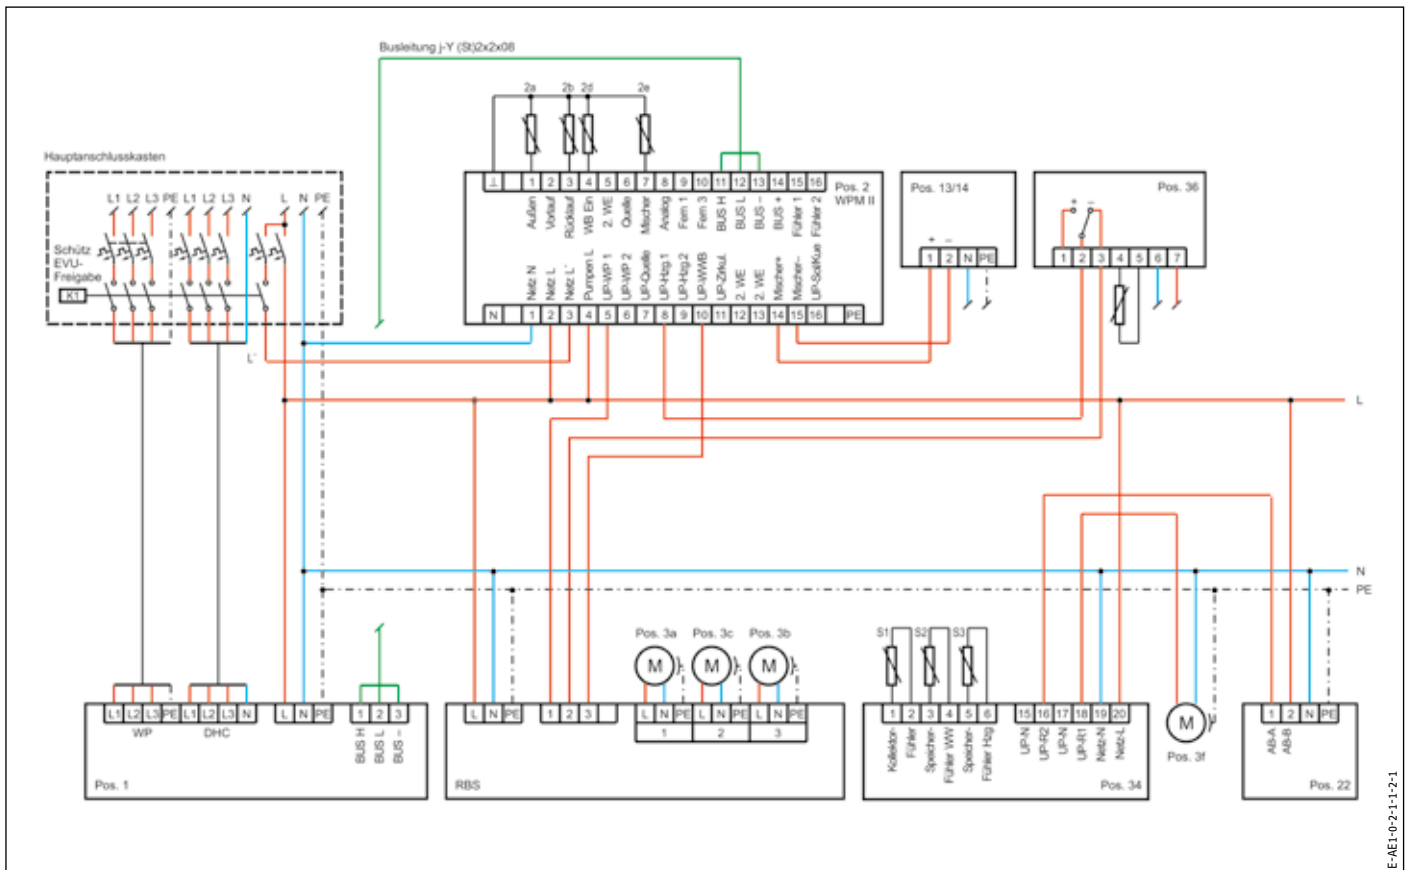 Busleitung j-Y (St)2x2x08
2a 2b 2d 2e
Hauptanschlusskasten
L1 L2 L3 PE L1 L2 L3 N L N PE
Schütz
EVU-
Freigabe
K1
L`
⊥ 1 2 3 4 5 6 7 8 9 10 11 12 13 14 15 16
Pos. 2
WPM II
Außen
Vorlauf
Rücklauf
WB Ein
2. WE
Quelle
Mischer
Analog
Fern 1
Fern 3
BUS H
BUS L
BUS –
BUS +
Fühler 1
Fühler 2
Netz N
Netz L
Netz L`
Pumpen L
UP-WP 1
UP-WP 2
UP-Quelle
UP-Hzg.1
UP-Hzg.2
UP-WWB
UP-Zirkul.
2. WE
2. WE
Mischer+
Mischer–
UP-Sol/Kue
N 1 2 3 4 5 6 7 8 9 10 11 12 13 14 15 16 PE
Pos. 13/14
+ –
1 2 N PE
Pos. 36
+ –
1 2 3 4 5 6 7
L
N
PE
L1 L2 L3 PE L1 L2 L3 N L N PE 1 2 3
WP DHC
BUS H
BUS L
BUS –
Pos. 1
Pos. 3a Pos. 3c Pos. 3b
M M M
L N PE 1 2 3 L N PE L N PE L N PE
1 2 3
RBS
S1 S2 S3
1 2 3 4 5 6 15 16 17 18 19 20
Kollektor-
Fühler
Speicher-
Fühler WW
Speicher-
Fühler Hzg
UP-N
UP-R2
UP-N
UP-R1
Netz-N
Netz-L
Pos. 34
M
Pos. 3f
1 2 N PE
AB-A
AB-B
Pos. 22
E-AE1-0-2-1-1-2-1